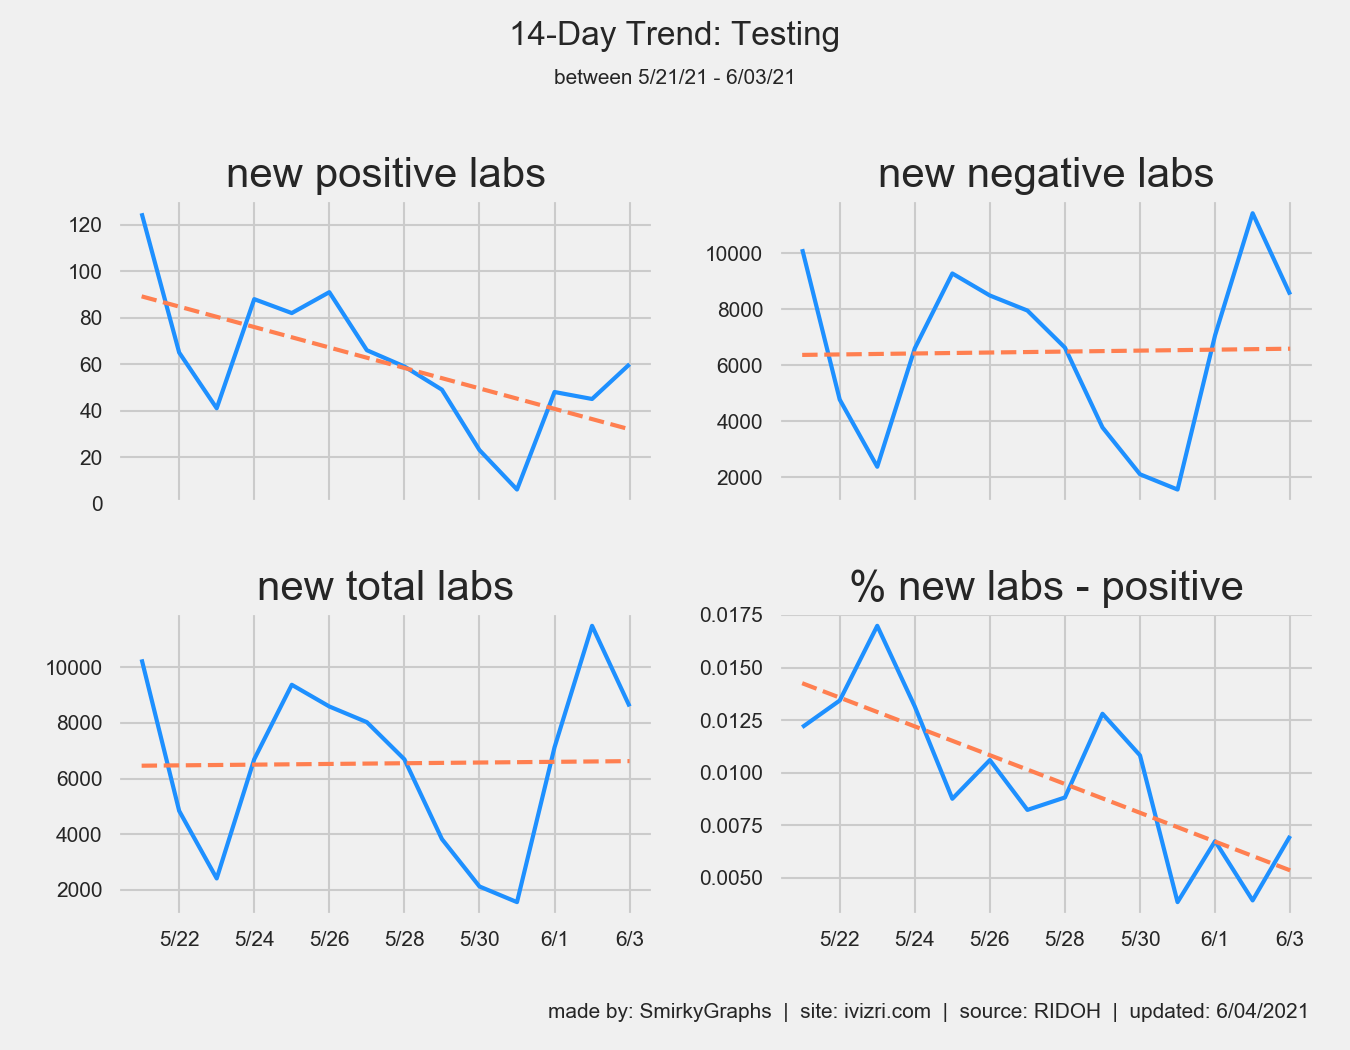 14-Day Trend: Testing
between 5/21/21 - 6/03/21
new positive labs
120
100
80
60
40
20
0
new negative labs
10000
8000
6000
4000
2000
new total labs
10000
8000
6000
4000
2000
5/22 5/24 5/26 5/28 5/30 6/1 6/3
% new labs - positive
0.0175
0.0150
0.0125
0.0100
0.0075
0.0050
5/22 5/24 5/26 5/28 5/30 6/1 6/3
made by: SmirkyGraphs | site: ivizri.com | source: RIDOH | updated: 6/04/2021